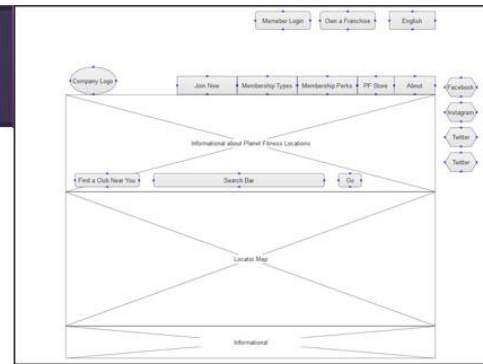 Memeber Login Own a Franchise English
Company Logo
Join Now Membership Types Membership Perks PF Store About
Facebook
Instagram
Twitter
Twitter
Informational about Planet Fitness Locations
Find a Club Near You Search Bar Go
Locator Map
Informational